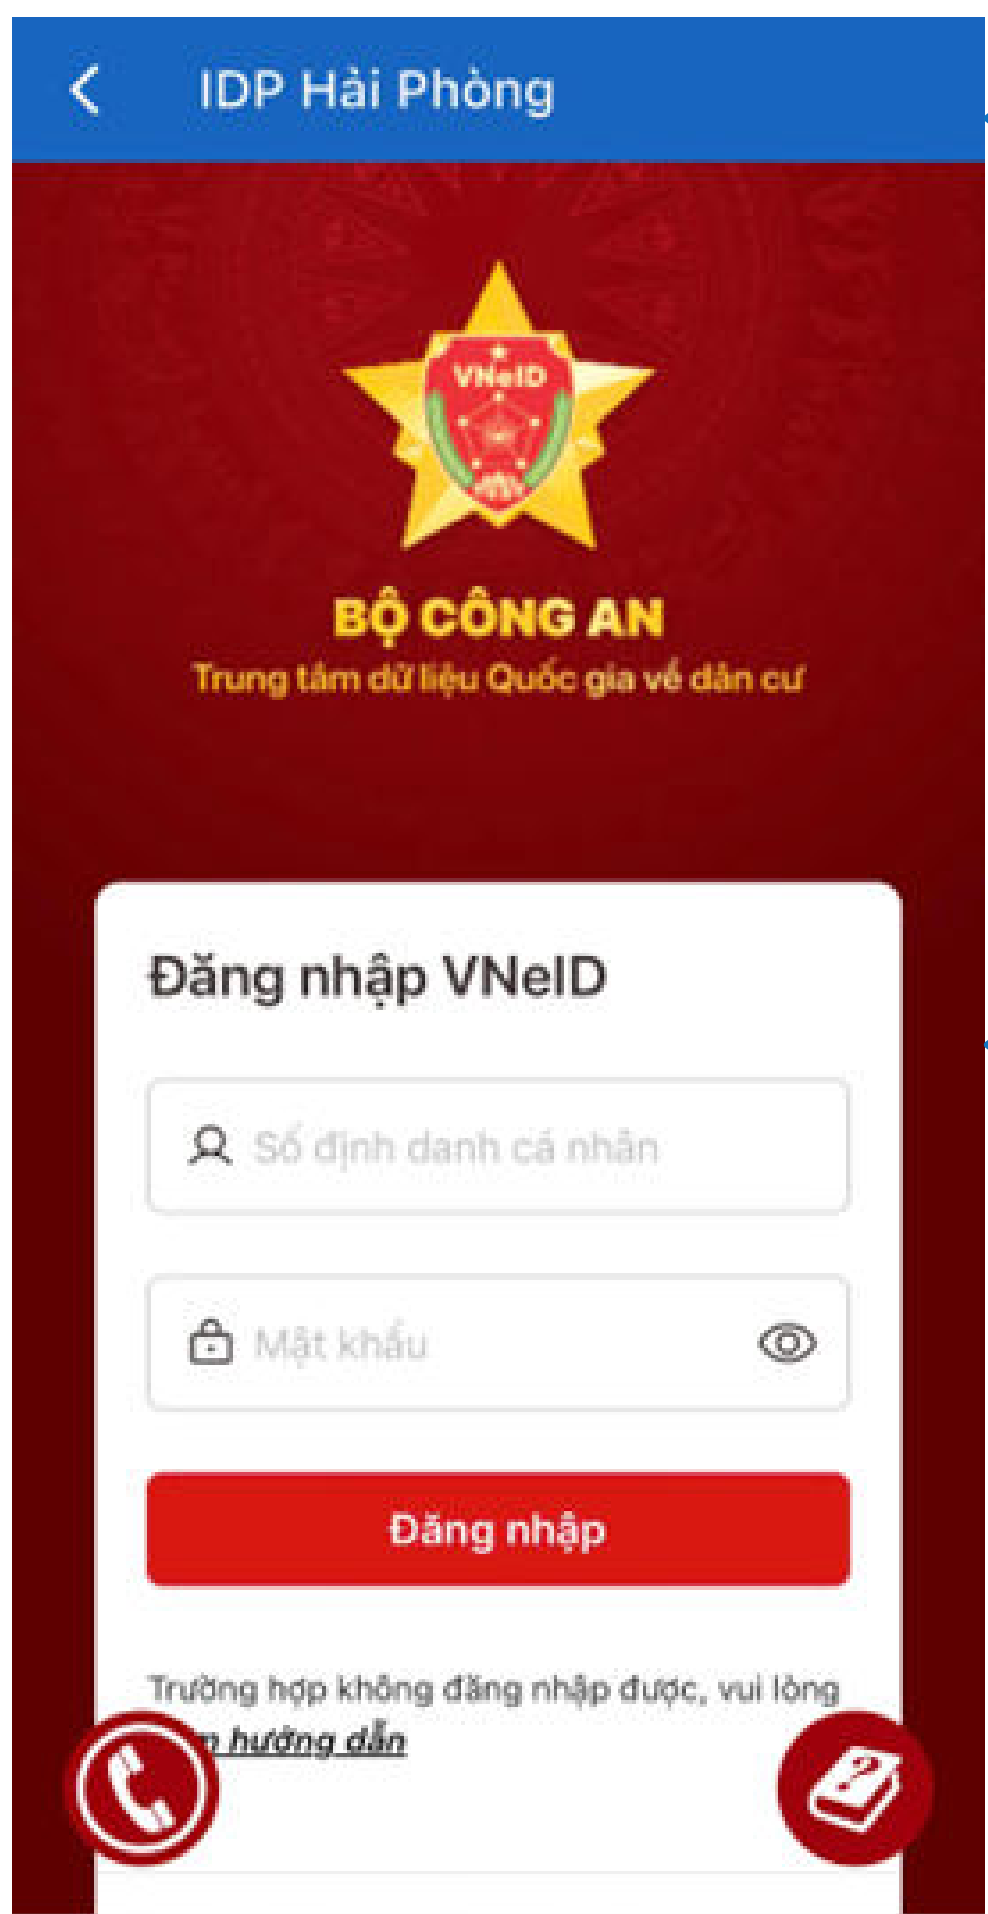 IDP Hải Phòng
VNeID
BỘ CÔNG AN
Trung tâm dữ liệu Quốc gia về dân cư
Đăng nhập VNeID
Số định danh cá nhân
Mật khẩu
Đăng nhập
Trường hợp không đăng nhập được, vui lòng
hướng dẫn
?